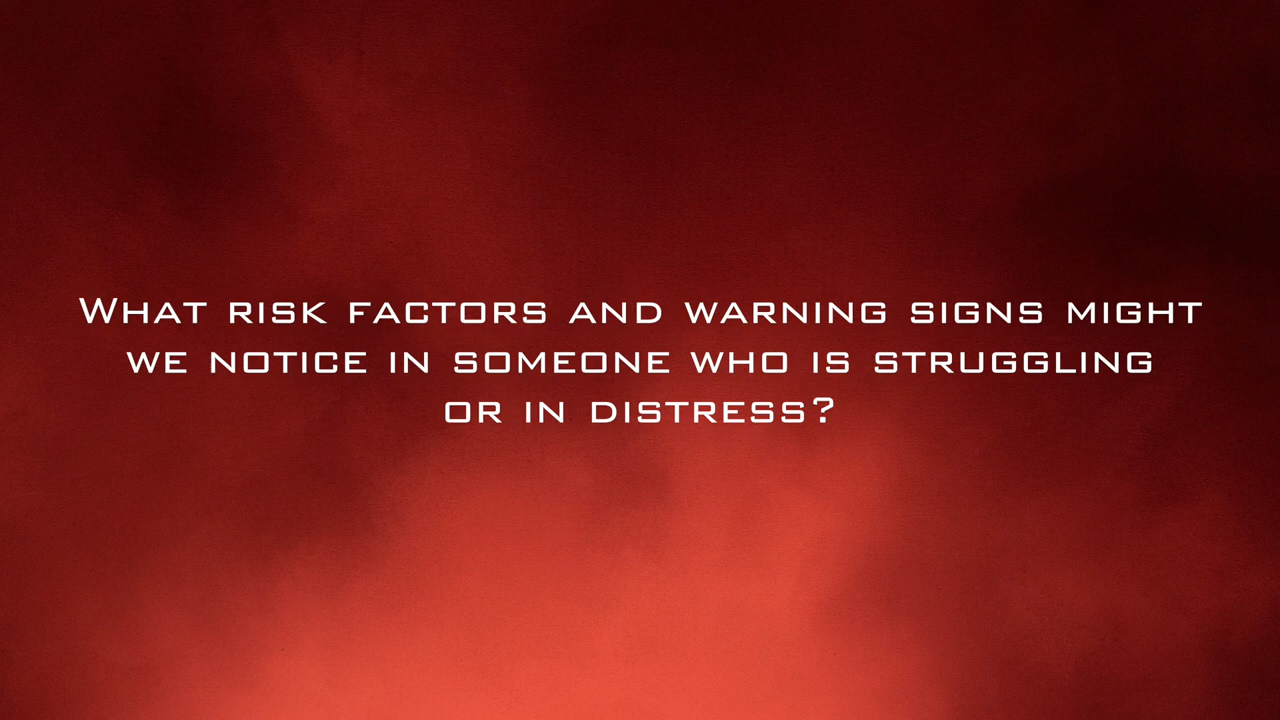 What risk factors and warning signs might
we notice in someone who is struggling
or in distress?